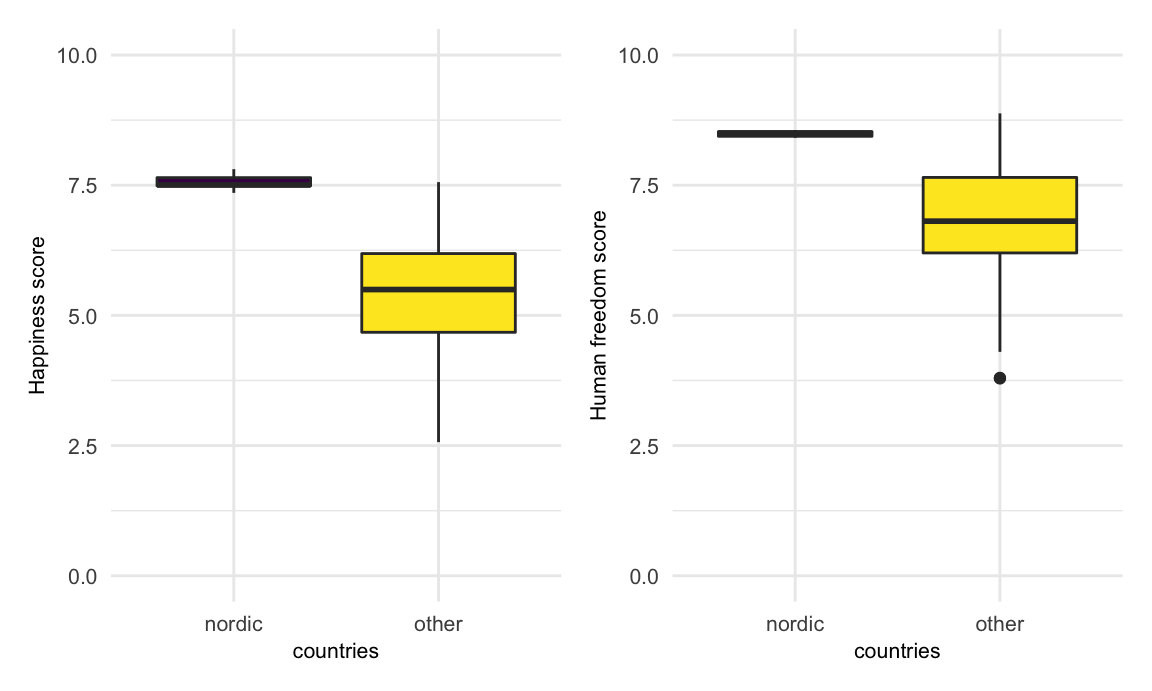 Happiness score
10.0
7.5
5.0
2.5
0.0
nordic
other
countries
Human freedom score
10.0
7.5
5.0
2.5
0.0
nordic
other
countries